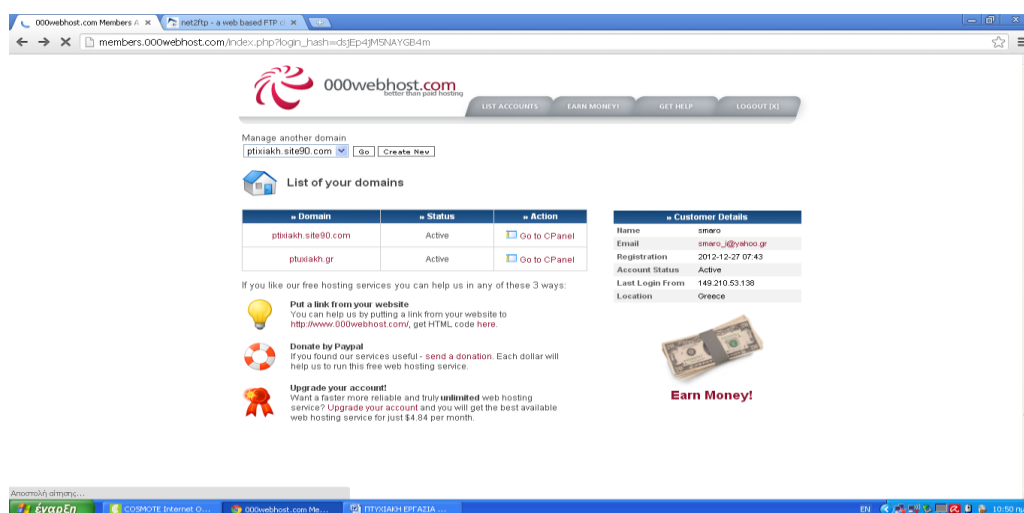 000webhost.com Members A
net2ftp - a web based FTP cl
members.000webhost.com/index.php?login_hash=dsjEp4jM5NAYGB4m
000webhost.com
better than paid hosting
LIST ACCOUNTS EARN MONEY! GET HELP LOGOUT [X]
Manage another domain
ptixiakh.site90.com Go Create New
List of your domains
» Domain » Status » Action
ptixiakh.site90.com Active Go to CPanel
ptuxiakh.gr Active Go to CPanel
» Customer Details
Name smaro
Email smaro_i@yahoo.gr
Registration 2012-12-27 07:43
Account Status Active
Last Login From 149.210.53.138
Location Greece
If you like our free hosting services you can help us in any of these 3 ways:
Put a link from your website
You can help us by putting a link from your website to
http://www.000webhost.com/, get HTML code here.
Donate by Paypal
If you found our services useful - send a donation. Each dollar will
help us to run this free web hosting service.
Upgrade your account!
Want a faster more reliable and truly unlimited web hosting
service? Upgrade your account and you will get the best available
web hosting service for just $4.84 per month.
Earn Money!
Αποστολή αίτησης...
έναρξη COSMOTE Internet O... 000webhost.com Me... ΠΤΥΧΙΑΚΗ ΕΡΓΑΣΙΑ ... EN 10:50 πμ